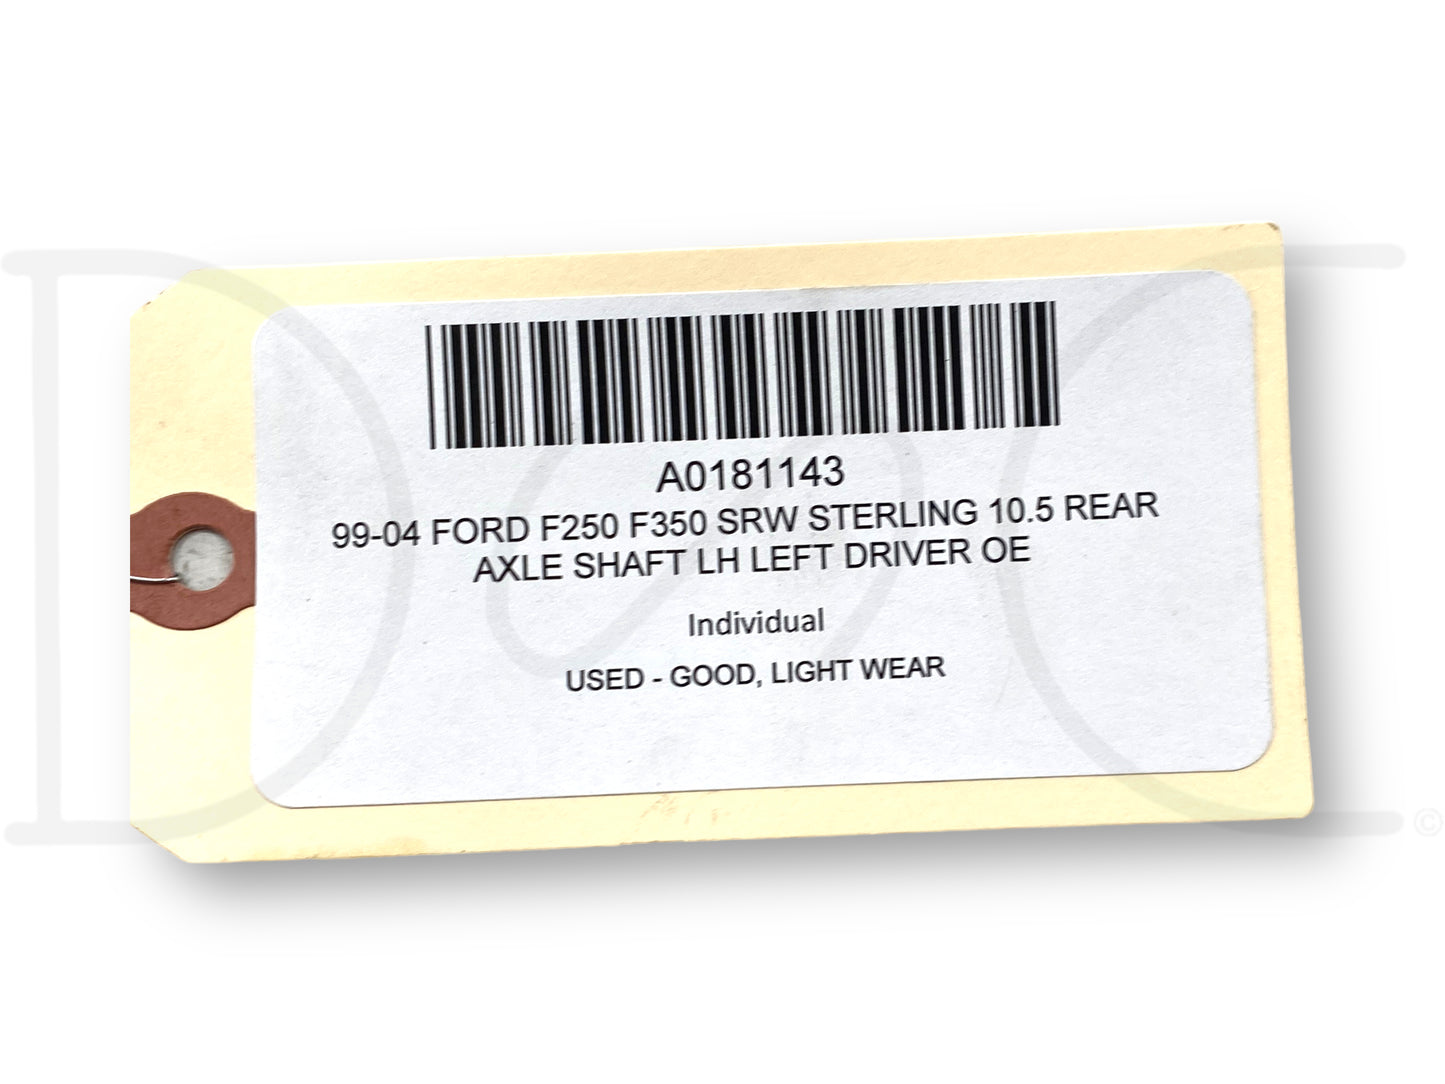 A0181143
99-04 FORD F250 F350 SRW STERLING 10.5 REAR
AXLE SHAFT LH LEFT DRIVER OE
Individual
USED - GOOD, LIGHT WEAR
D C ©